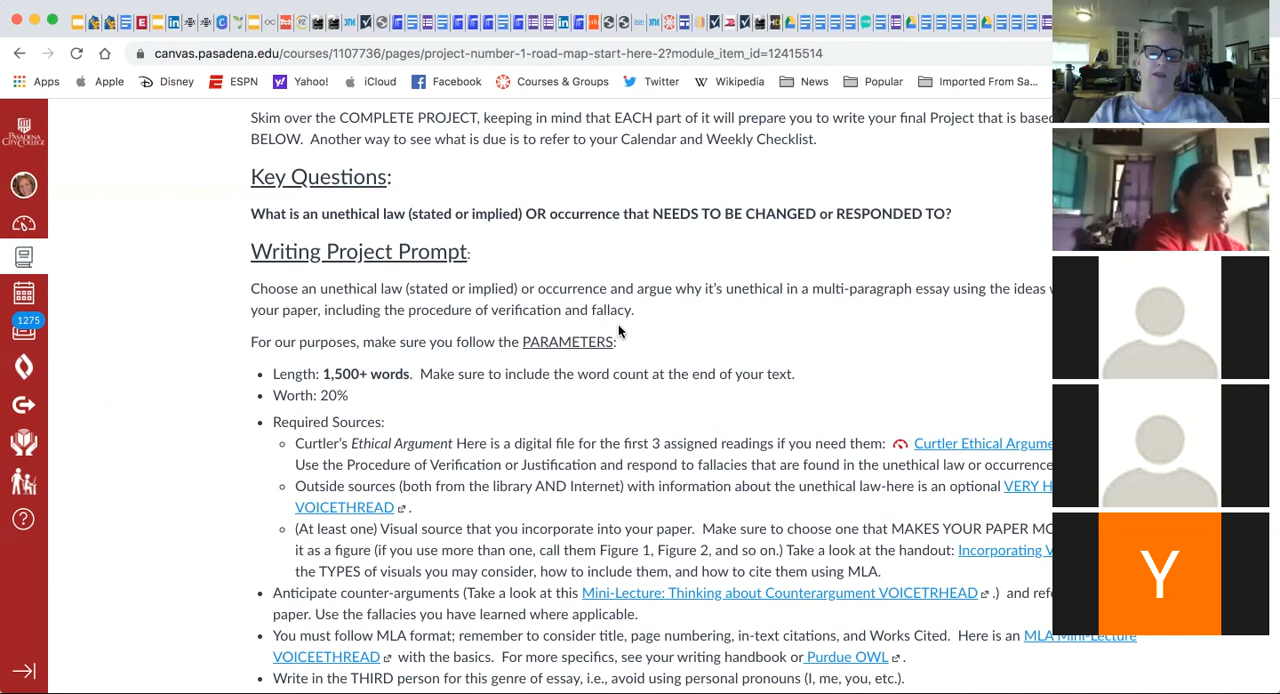 canvas.pasadena.edu/courses/1107736/pages/project-number-1-road-map-start-here-2?module_item_id=12415514
Apps Apple Disney ESPN Yahoo! iCloud Facebook Courses & Groups Twitter Wikipedia News Popular Imported From Sa...
PASADENA
CITY COLLEGE
1275
Skim over the COMPLETE PROJECT, keeping in mind that EACH part of it will prepare you to write your final Project that is based
BELOW. Another way to see what is due is to refer to your Calendar and Weekly Checklist.
Key Questions:
What is an unethical law (stated or implied) OR occurrence that NEEDS TO BE CHANGED or RESPONDED TO?
Writing Project Prompt:
Choose an unethical law (stated or implied) or occurrence and argue why it's unethical in a multi-paragraph essay using the ideas
your paper, including the procedure of verification and fallacy.
For our purposes, make sure you follow the PARAMETERS:
• Length: 1,500+ words. Make sure to include the word count at the end of your text.
• Worth: 20%
• Required Sources:
Curtler's Ethical Argument Here is a digital file for the first 3 assigned readings if you need them: Curtler Ethical Argume
Use the Procedure of Verification or Justification and respond to fallacies that are found in the unethical law or occurrence
Outside sources (both from the library AND Internet) with information about the unethical law-here is an optional VERY H
VOICETHREAD .
(At least one) Visual source that you incorporate into your paper. Make sure to choose one that MAKES YOUR PAPER MO
it as a figure (if you use more than one, call them Figure 1, Figure 2, and so on.) Take a look at the handout: Incorporating V
the TYPES of visuals you may consider, how to include them, and how to cite them using MLA.
• Anticipate counter-arguments (Take a look at this Mini-Lecture: Thinking about Counterargument VOICETRHEAD .) and refu
paper. Use the fallacies you have learned where applicable.
• You must follow MLA format; remember to consider title, page numbering, in-text citations, and Works Cited. Here is an MLA Mini-Lecture
VOICEETHREAD with the basics. For more specifics, see your writing handbook or Purdue OWL .
• Write in the THIRD person for this genre of essay, i.e., avoid using personal pronouns (I, me, you, etc.).
Y